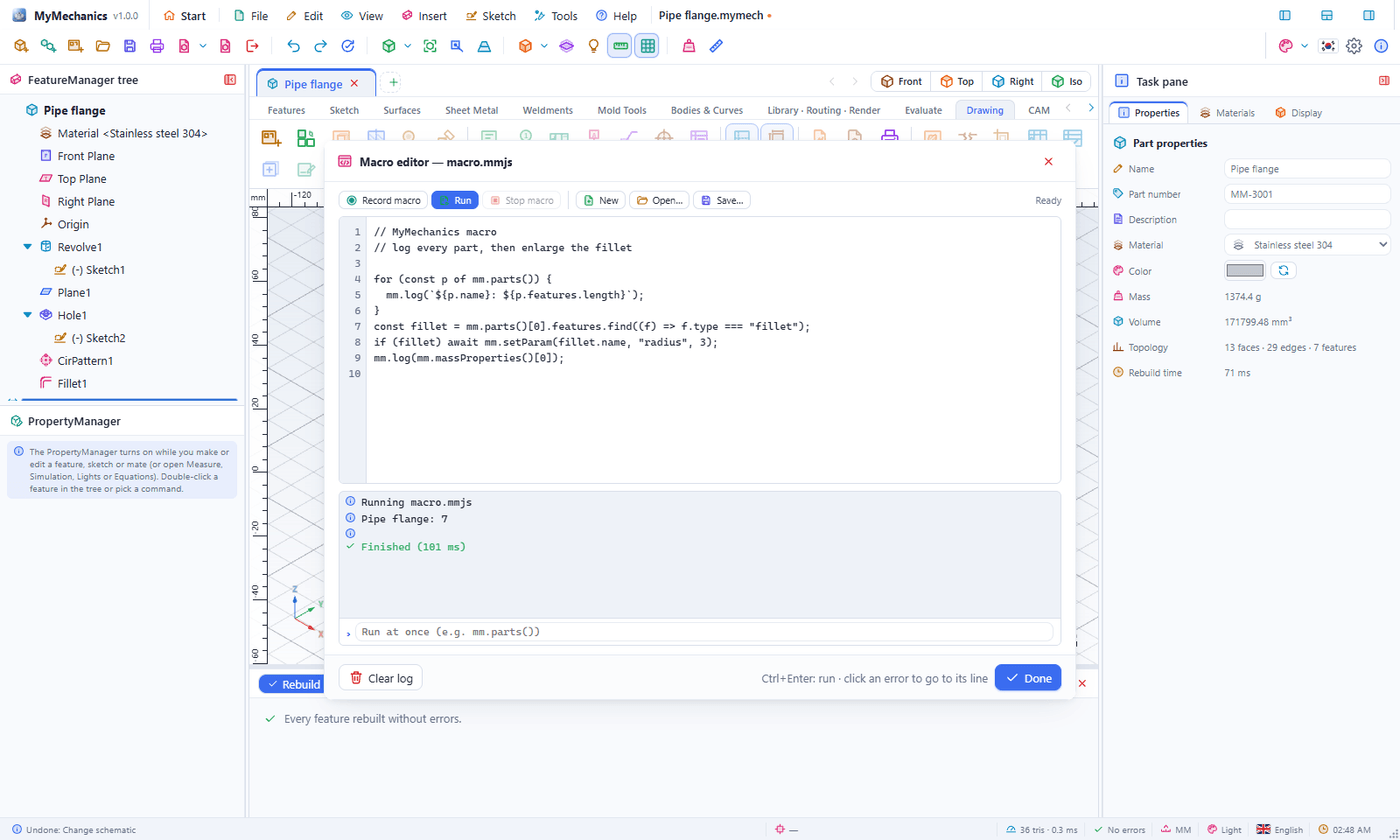 MyMechanics v1.0.0 Start File Edit View Insert Sketch Tools Help Pipe flange.mymech
FeatureManager tree
Pipe flange
Material <Stainless steel 304>
Front Plane
Top Plane
Right Plane
Origin
Revolve1
(-) Sketch1
Plane1
Hole1
(-) Sketch2
CirPattern1
Fillet1
PropertyManager
The PropertyManager turns on while you make or
edit a feature, sketch or mate (or open Measure,
Simulation, Lights or Equations). Double-click a
feature in the tree or pick a command.
Pipe flange
Front Top Right Iso
Features Sketch Surfaces Sheet Metal Weldments Mold Tools Bodies & Curves Library · Routing · Render Evaluate Drawing CAM
mm
-120
80
60
40
20
0
-20
-40
-60
Z
Y
X
Macro editor — macro.mmjs
Record macro Run Stop macro New Open... Save... Ready
1 // MyMechanics macro
2 // log every part, then enlarge the fillet
3
4 for (const p of mm.parts()) {
5 mm.log(`${p.name}: ${p.features.length}`);
6 }
7 const fillet = mm.parts()[0].features.find((f) => f.type === "fillet");
8 if (fillet) await mm.setParam(fillet.name, "radius", 3);
9 mm.log(mm.massProperties()[0]);
10
Running macro.mmjs
Pipe flange: 7
Finished (101 ms)
› Run at once (e.g. mm.parts())
Clear log Ctrl+Enter: run · click an error to go to its line Done
Rebuild
Every feature rebuilt without errors.
Task pane
Properties Materials Display
Part properties
Name Pipe flange
Part number MM-3001
Description
Material Stainless steel 304
Color
Mass 1374.4 g
Volume 171799.48 mm³
Topology 13 faces · 29 edges · 7 features
Rebuild time 71 ms
Undone: Change schematic — 36 tris · 0.3 ms No errors MM Light English 02:48 AM